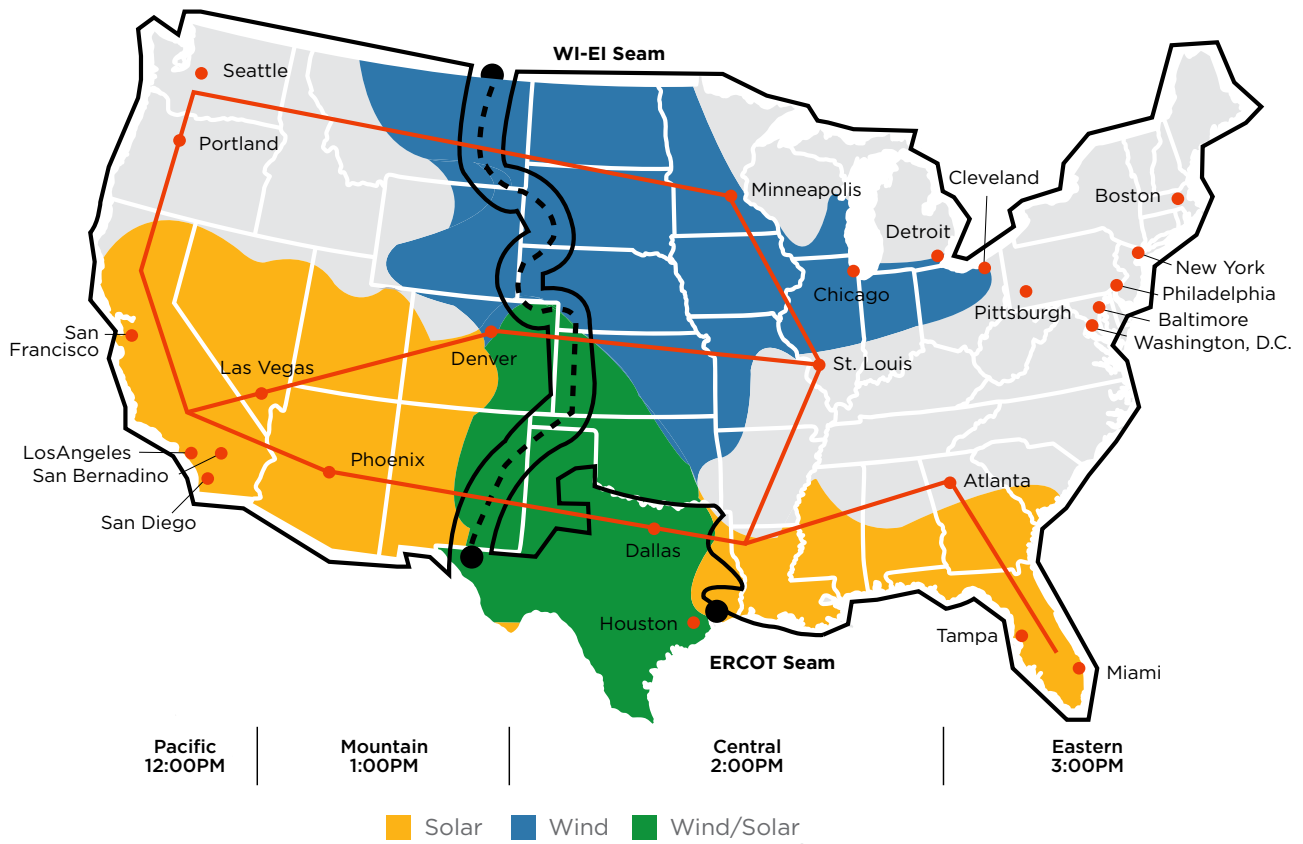 WI-EI Seam
Seattle
Portland
Minneapolis
Cleveland
Boston
Detroit
New York
Chicago
Philadelphia
Pittsburgh
Baltimore
Washington, D.C.
San
Francisco
Las Vegas
Denver
St. Louis
LosAngeles
San Bernadino
Phoenix
San Diego
Atlanta
Dallas
Houston
Tampa
ERCOT Seam
Miami
Pacific
12:00PM
Mountain
1:00PM
Central
2:00PM
Eastern
3:00PM
Solar
Wind
Wind/Solar